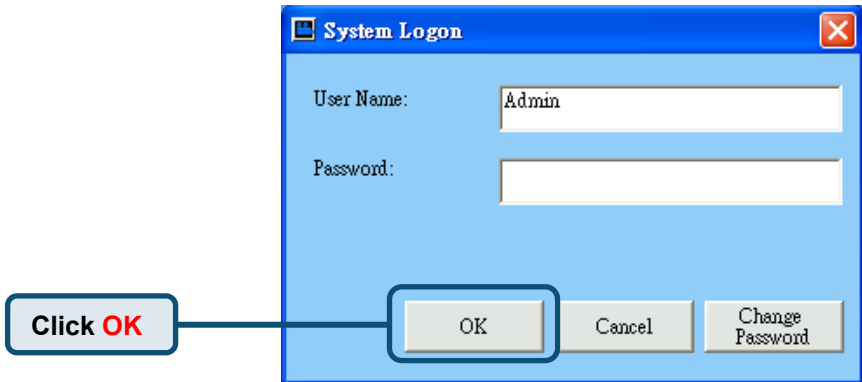 System Logon
User Name:
Admin
Password:
Click OK
OK
Cancel
Change
Password